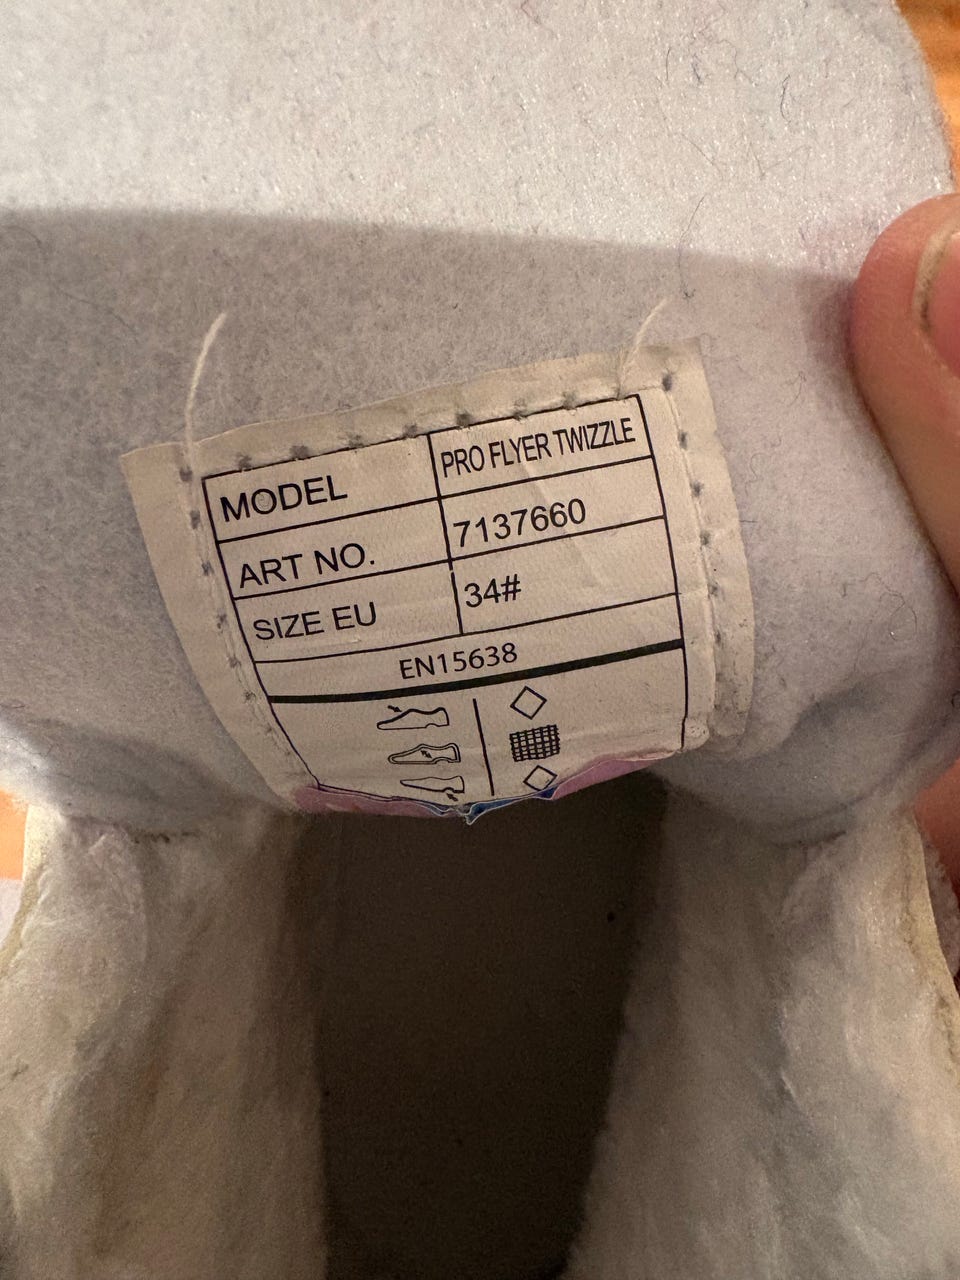 MODEL PRO FLYER TWIZZLE
ART NO. 7137660
SIZE EU 34#
EN15638